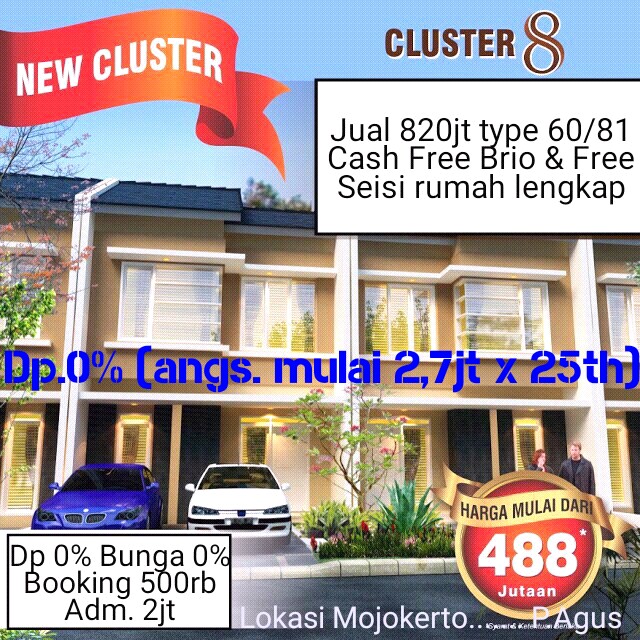 NEW CLUSTER
CLUSTER 8
Jual 820jt type 60/81
Cash Free Brio & Free
Seisi rumah lengkap
Dp.0% (angs. mulai 2,7jt x 25th)
HARGA MULAI DARI
488*
Jutaan
Dp 0% Bunga 0%
Booking 500rb
Adm. 2jt
Lokasi Mojokerto.... P.Agus
Syarat & Ketentuan